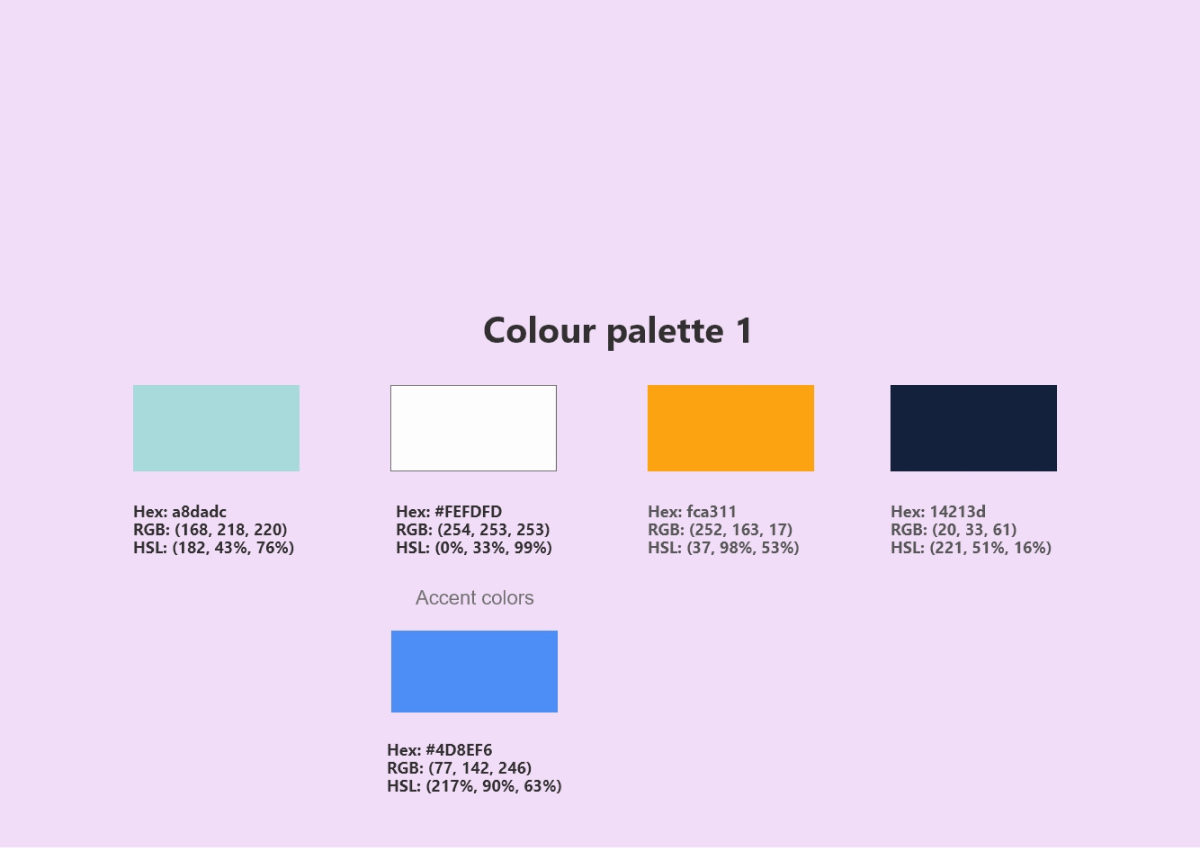 Colour palette 1
Hex: a8dadc
RGB: (168, 218, 220)
HSL: (182, 43%, 76%)
Hex: #FEFDFD
RGB: (254, 253, 253)
HSL: (0%, 33%, 99%)
Hex: fca311
RGB: (252, 163, 17)
HSL: (37, 98%, 53%)
Hex: 14213d
RGB: (20, 33, 61)
HSL: (221, 51%, 16%)
Accent colors
Hex: #4D8EF6
RGB: (77, 142, 246)
HSL: (217%, 90%, 63%)